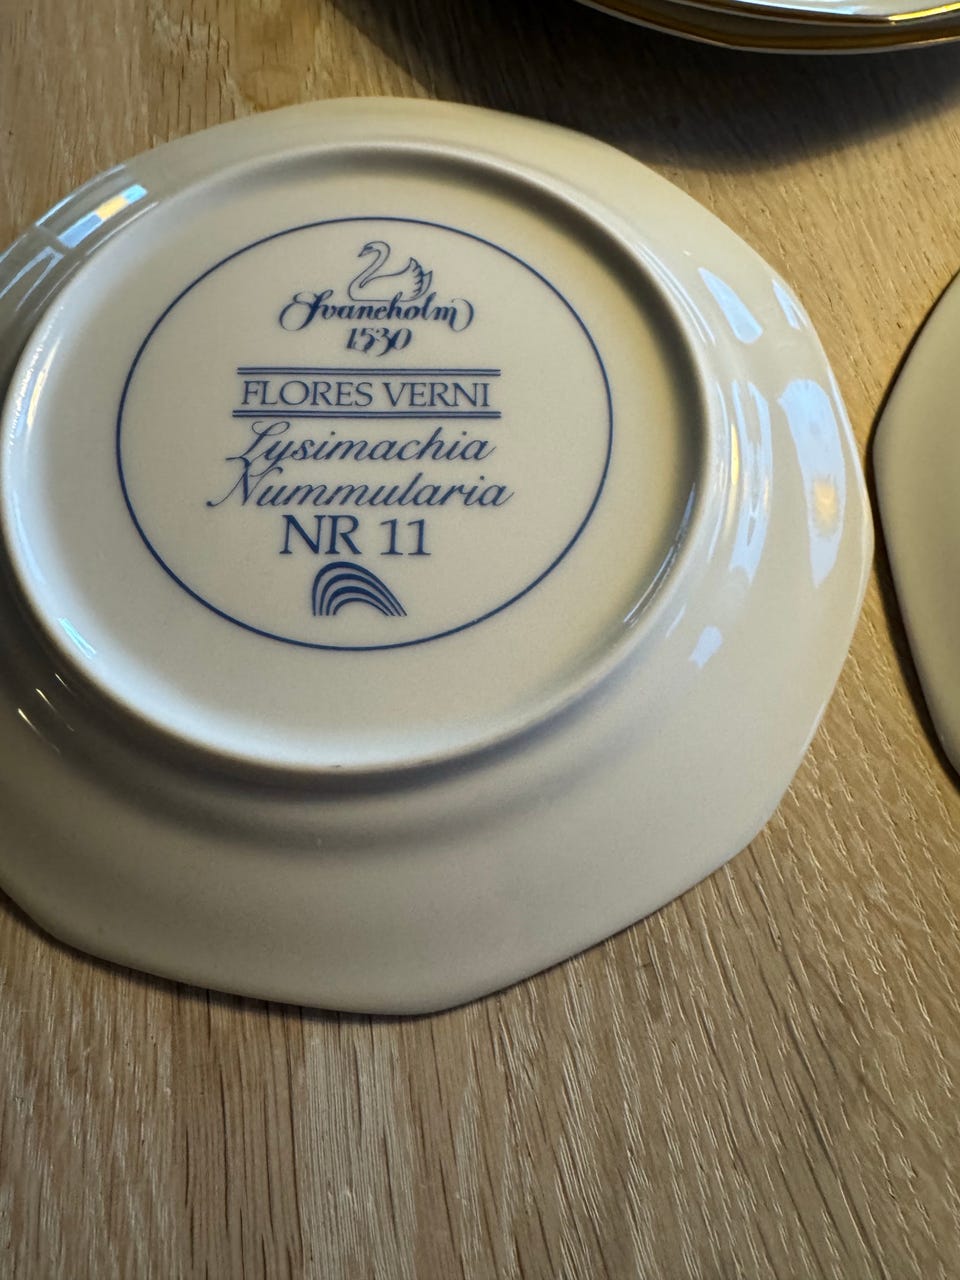 Svaneholm
1530
FLORES VERNI
Lysimachia
Nummularia
NR 11